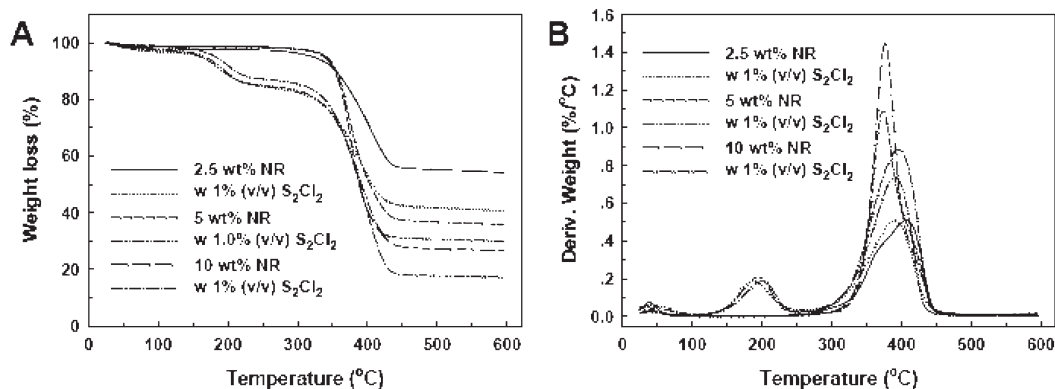 A
100
80
60
40
20
0
Weight loss (%)
2.5 wt% NR
w 1% (v/v) S₂Cl₂
5 wt% NR
w 1.0% (v/v) S₂Cl₂
10 wt% NR
w 1% (v/v) S₂Cl₂
0 100 200 300 400 500 600
Temperature (°C)
B
1.6
1.4
1.2
1.0
.8
.6
.4
.2
0.0
Deriv. Weight (%/°C)
2.5 wt% NR
w 1% (v/v) S₂Cl₂
5 wt% NR
w 1% (v/v) S₂Cl₂
10 wt% NR
w 1% (v/v) S₂Cl₂
0 100 200 300 400 500 600
Temperature (°C)